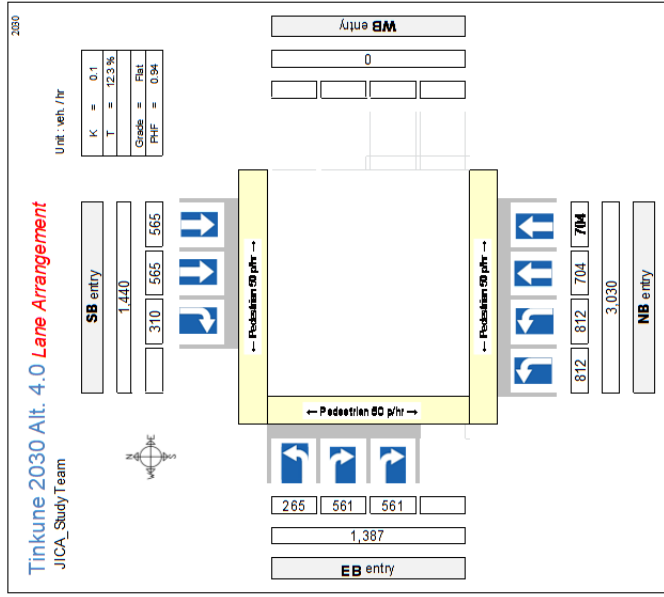 2030
Tinkune 2030 Alt. 4.0 Lane Arrangement
JICA_Study Team
Unit : veh. / hr
K = 0.1
T = 12.3 %
Grade = Flat
PHF = 0.94
N
W E
S
SB entry
1,440
310 565 565
← Pedestrian 50 p/hr →
WB entry
0
265
561
561
1,387
EB entry
← Pedestrian 60 p/hr →
← Pedestrian 50 p/hr →
812 812 704 704
3,030
NB entry